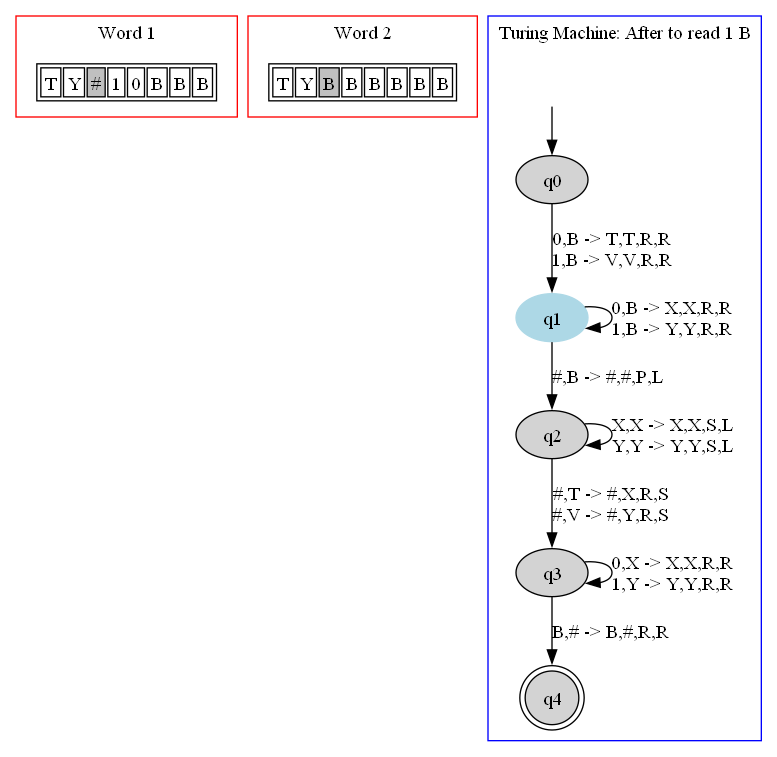 Word 1
T Y # 1 0 B B B
Word 2
T Y B B B B B B
Turing Machine: After to read 1 B
q0
0,B -> T,T,R,R
1,B -> V,V,R,R
q1
0,B -> X,X,R,R
1,B -> Y,Y,R,R
#,B -> #,#,P,L
q2
X,X -> X,X,S,L
Y,Y -> Y,Y,S,L
#,T -> #,X,R,S
#,V -> #,Y,R,S
q3
0,X -> X,X,R,R
1,Y -> Y,Y,R,R
B,# -> B,#,R,R
q4